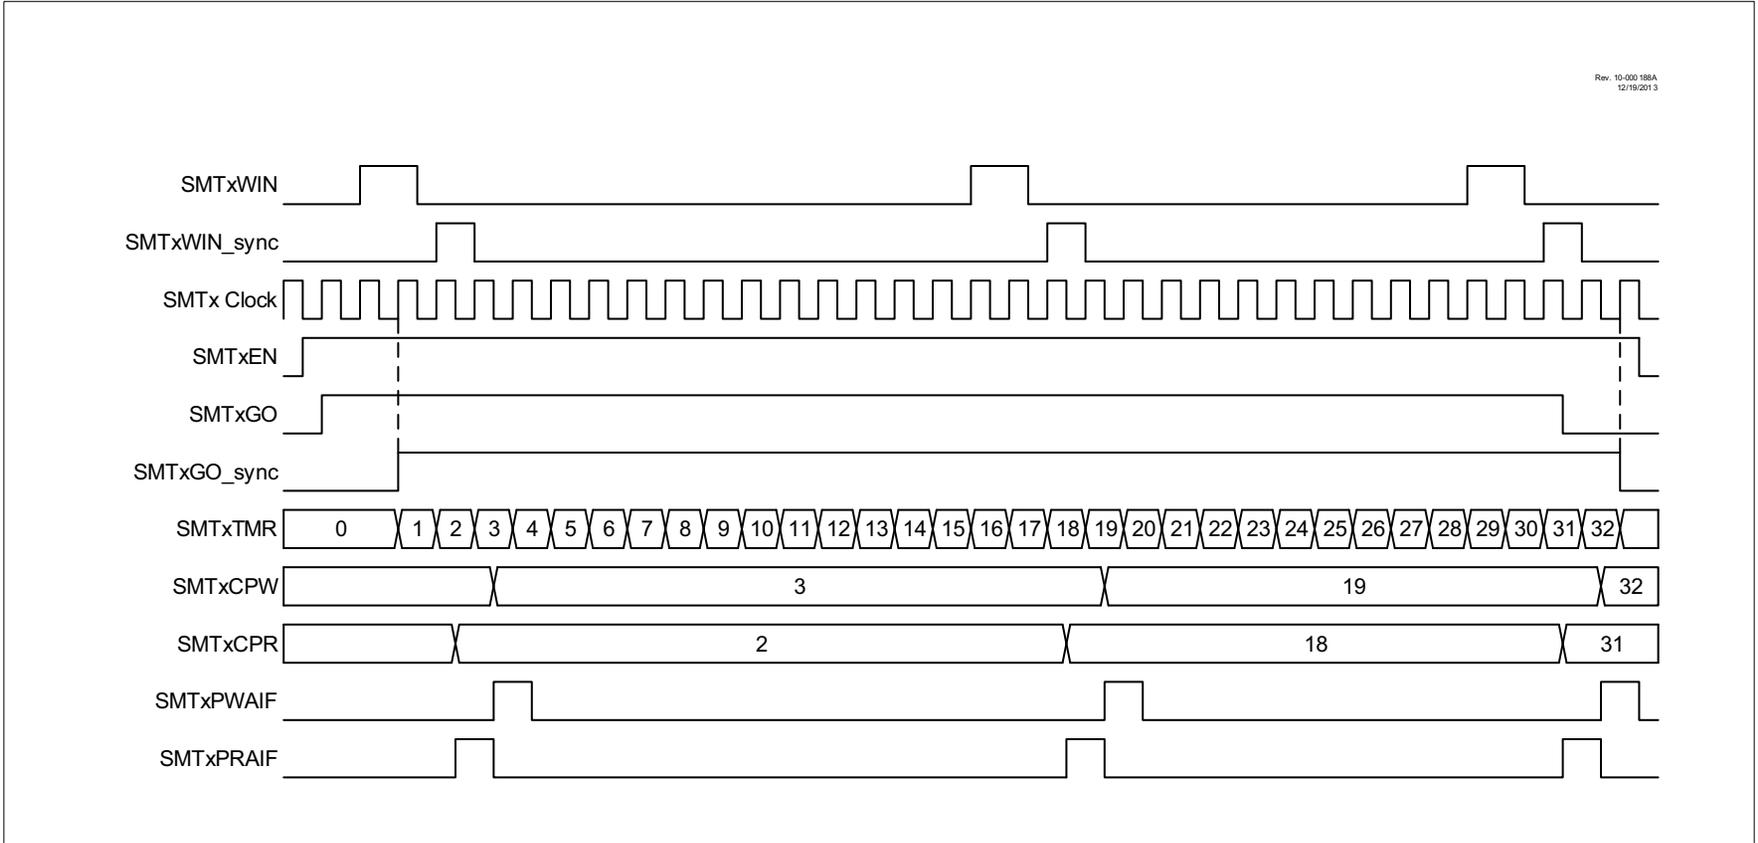 Rev. 10-000 188A
12/19/201 3
SMTxWIN
SMTxWIN_sync
SMTx Clock
SMTxEN
SMTxGO
SMTxGO_sync
SMTxTMR 0 1 2 3 4 5 6 7 8 9 10 11 12 13 14 15 16 17 18 19 20 21 22 23 24 25 26 27 28 29 30 31 32
SMTxCPW 3 19 32
SMTxCPR 2 18 31
SMTxPWAIF
SMTxPRAIF